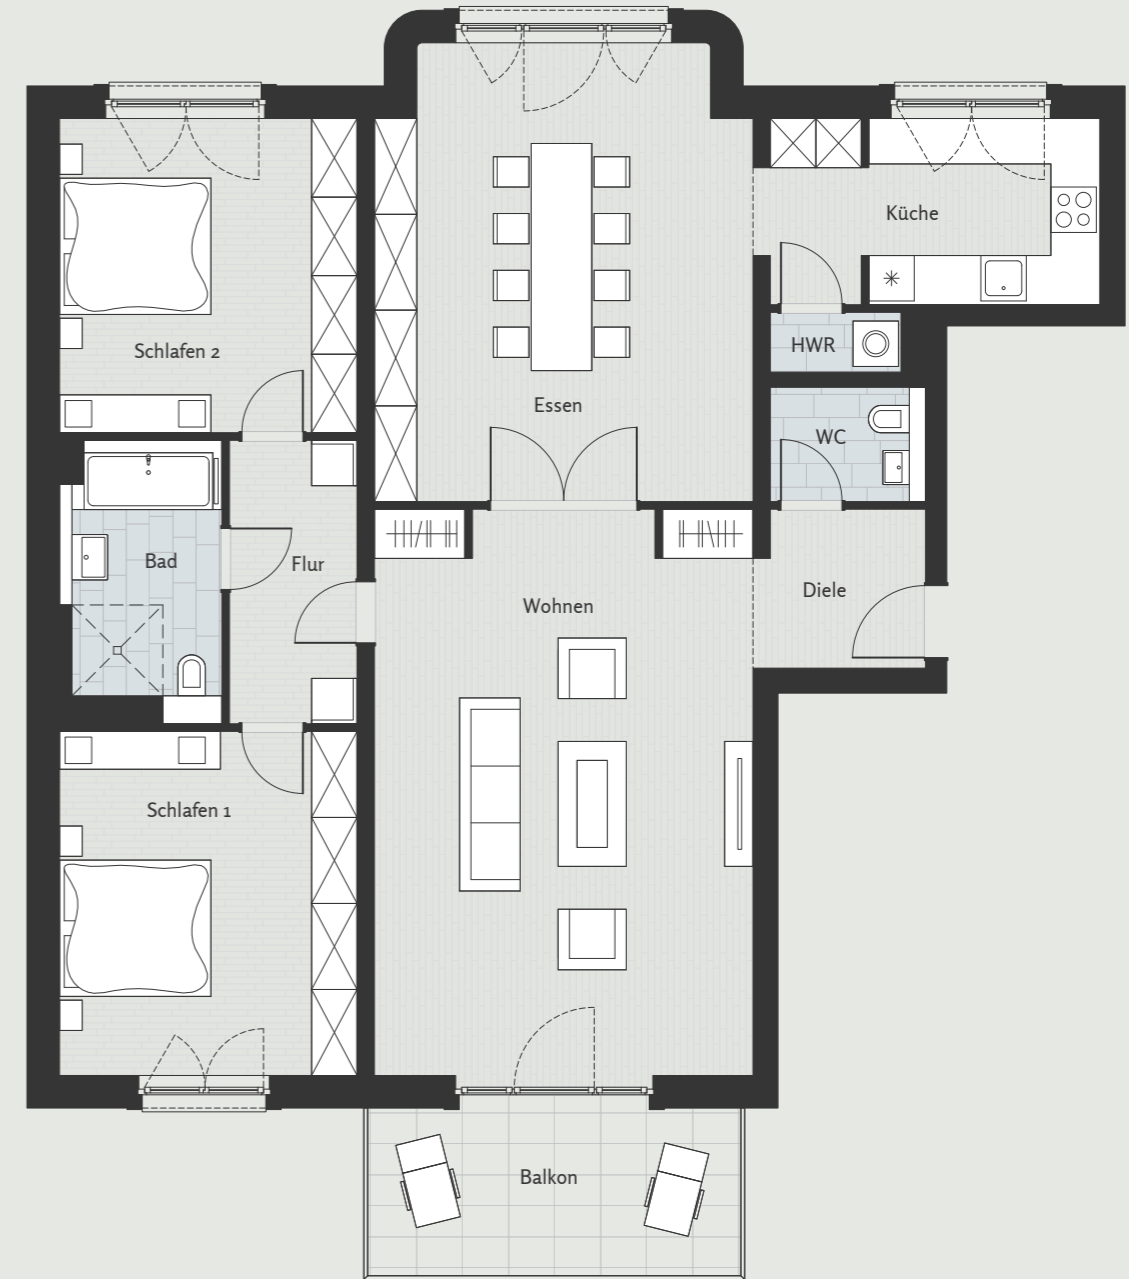 Küche
HWR
Schlafen 2
Essen
WC
Bad
Flur
Diele
Wohnen
Schlafen 1
Balkon